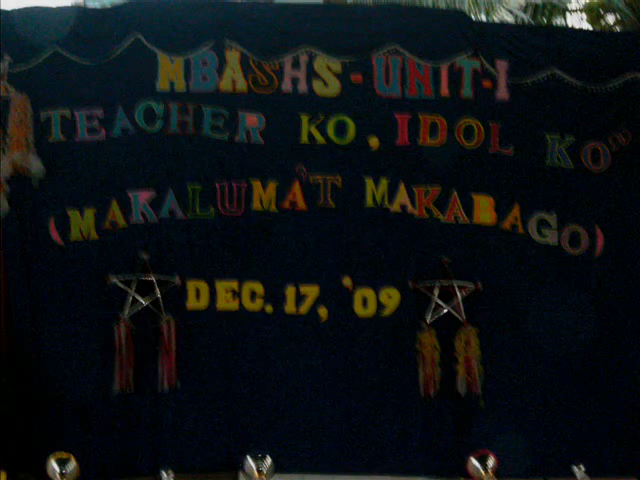 MBASHS-UNIT-I
TEACHER KO, IDOL KO"
(MAKALUMA'T MAKABAGO)
DEC. 17, '09